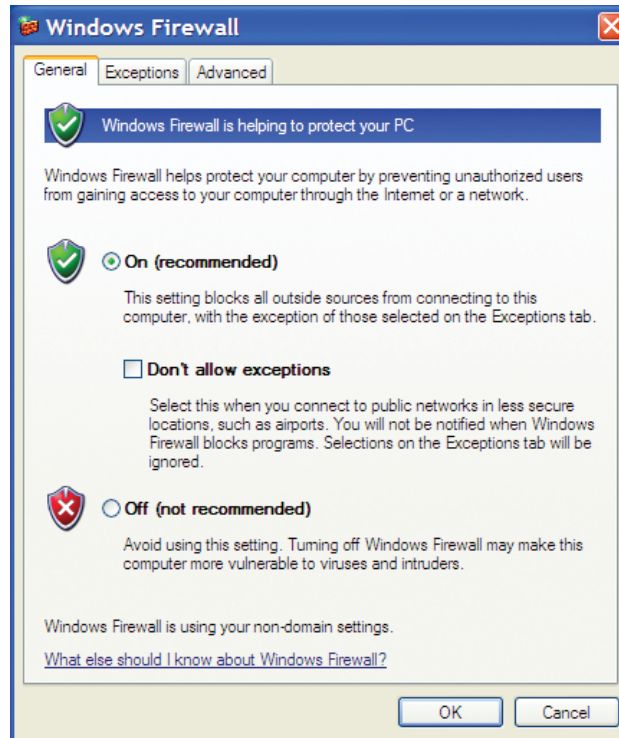 Windows Firewall
General Exceptions Advanced
Windows Firewall is helping to protect your PC
Windows Firewall helps protect your computer by preventing unauthorized users
from gaining access to your computer through the Internet or a network.
On (recommended)
This setting blocks all outside sources from connecting to this
computer, with the exception of those selected on the Exceptions tab.
Don't allow exceptions
Select this when you connect to public networks in less secure
locations, such as airports. You will not be notified when Windows
Firewall blocks programs. Selections on the Exceptions tab will be
ignored.
Off (not recommended)
Avoid using this setting. Turning off Windows Firewall may make this
computer more vulnerable to viruses and intruders.
Windows Firewall is using your non-domain settings.
What else should I know about Windows Firewall?
OK Cancel